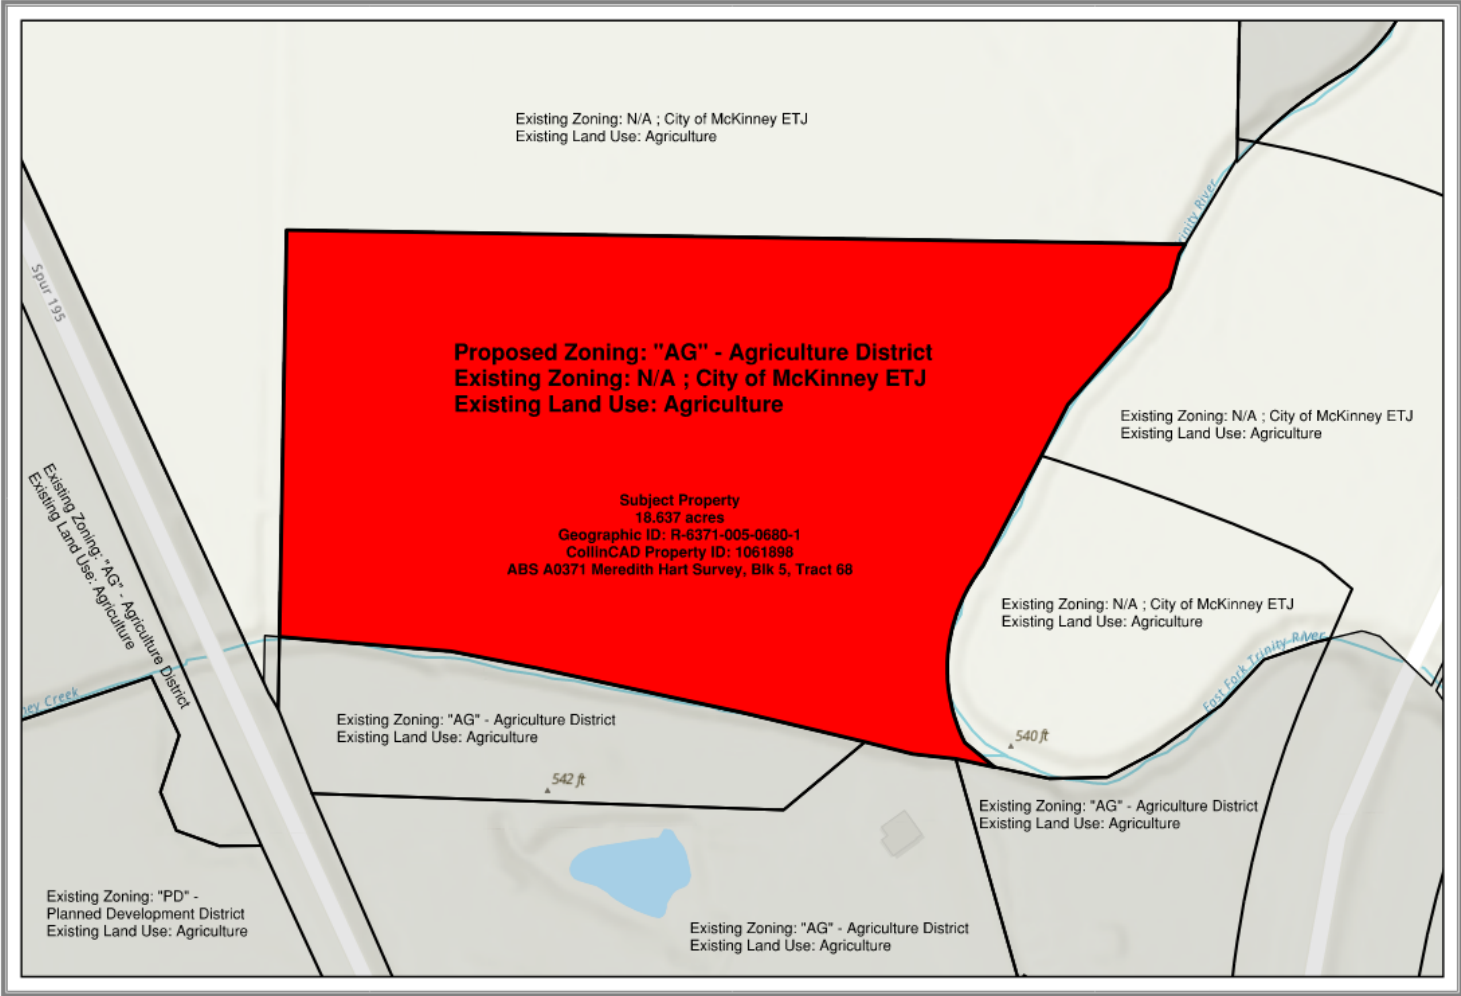 Existing Zoning: N/A ; City of McKinney ETJ
Existing Land Use: Agriculture
Trinity River
Spur 195
Proposed Zoning: "AG" - Agriculture District
Existing Zoning: N/A ; City of McKinney ETJ
Existing Land Use: Agriculture
Existing Zoning: N/A ; City of McKinney ETJ
Existing Land Use: Agriculture
Subject Property
18.637 acres
Geographic ID: R-6371-005-0680-1
CollinCAD Property ID: 1061898
ABS A0371 Meredith Hart Survey, Blk 5, Tract 68
Existing Zoning: "AG" - Agriculture District
Existing Land Use: Agriculture
Existing Zoning: N/A ; City of McKinney ETJ
Existing Land Use: Agriculture
East Fork Trinity River
ney Creek
Existing Zoning: "AG" - Agriculture District
Existing Land Use: Agriculture
540 ft
542 ft
Existing Zoning: "AG" - Agriculture District
Existing Land Use: Agriculture
Existing Zoning: "PD" -
Planned Development District
Existing Land Use: Agriculture
Existing Zoning: "AG" - Agriculture District
Existing Land Use: Agriculture